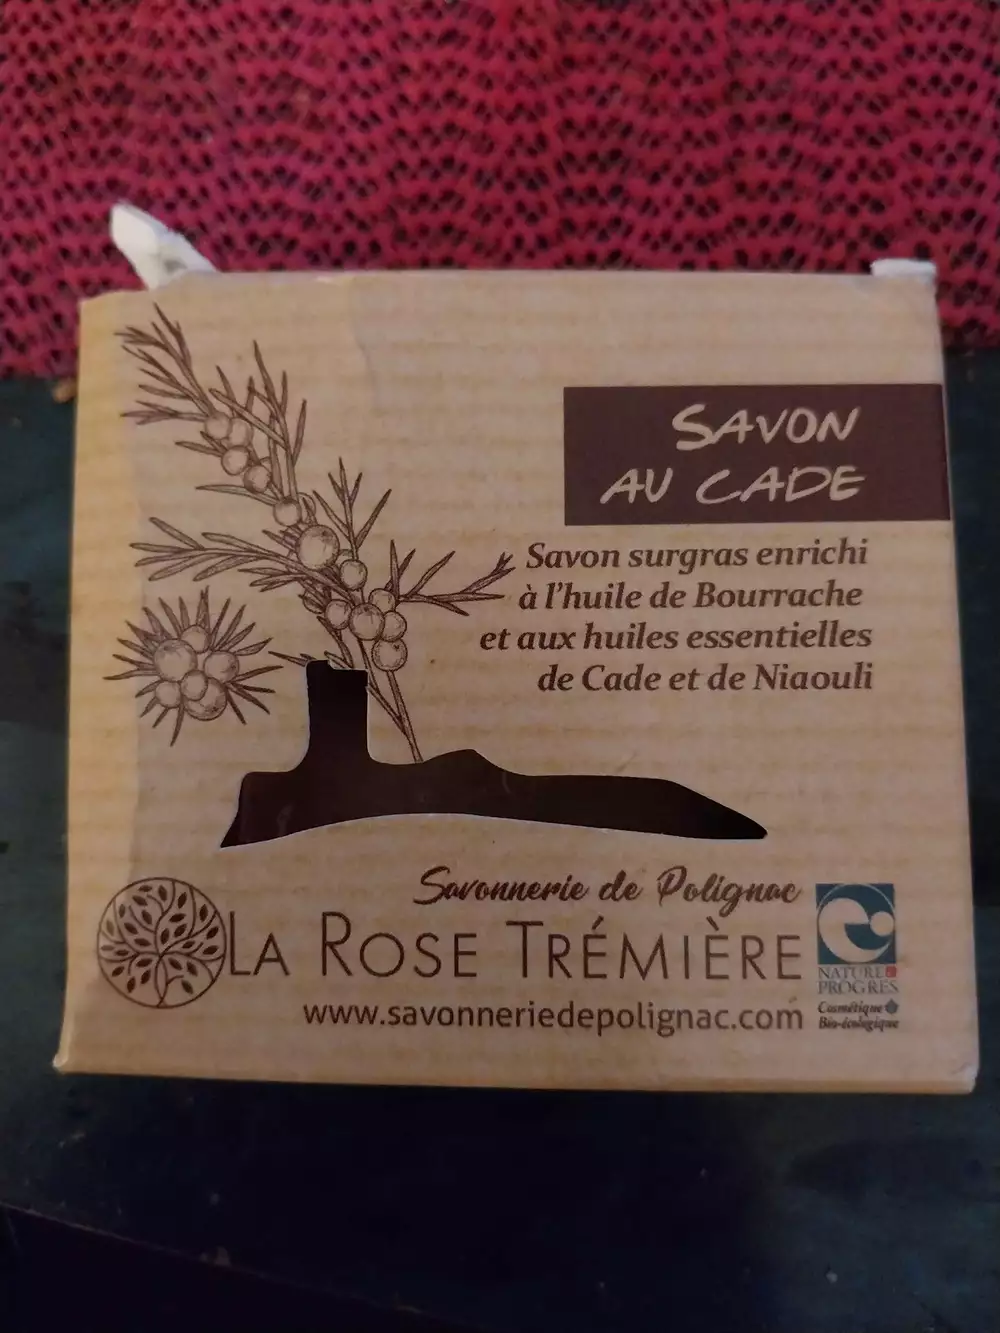 SAVON
AU CADE
Savon surgras enrichi
à l'huile de Bourrache
et aux huiles essentielles
de Cade et de Niaouli
Savonnerie de Polignac
LA ROSE TRÉMIÈRE
www.savonneriedepolignac.com
NATURE &
PROGRES
Cosmétique
Bio-écologique